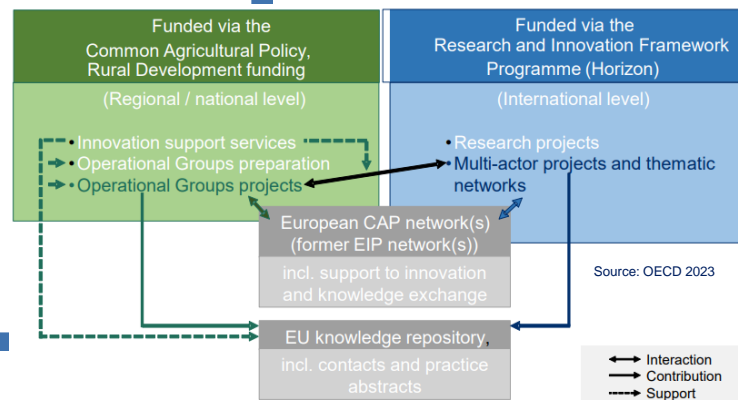 Funded via the
Common Agricultural Policy,
Rural Development funding
(Regional / national level)
• Innovation support services
• Operational Groups preparation
• Operational Groups projects
Funded via the
Research and Innovation Framework
Programme (Horizon)
(International level)
• Research projects
• Multi-actor projects and thematic
networks
European CAP network(s)
(former EIP network(s))
incl. support to innovation
and knowledge exchange
Source: OECD 2023
EU knowledge repository,
incl. contacts and practice
abstracts
Interaction
Contribution
Support